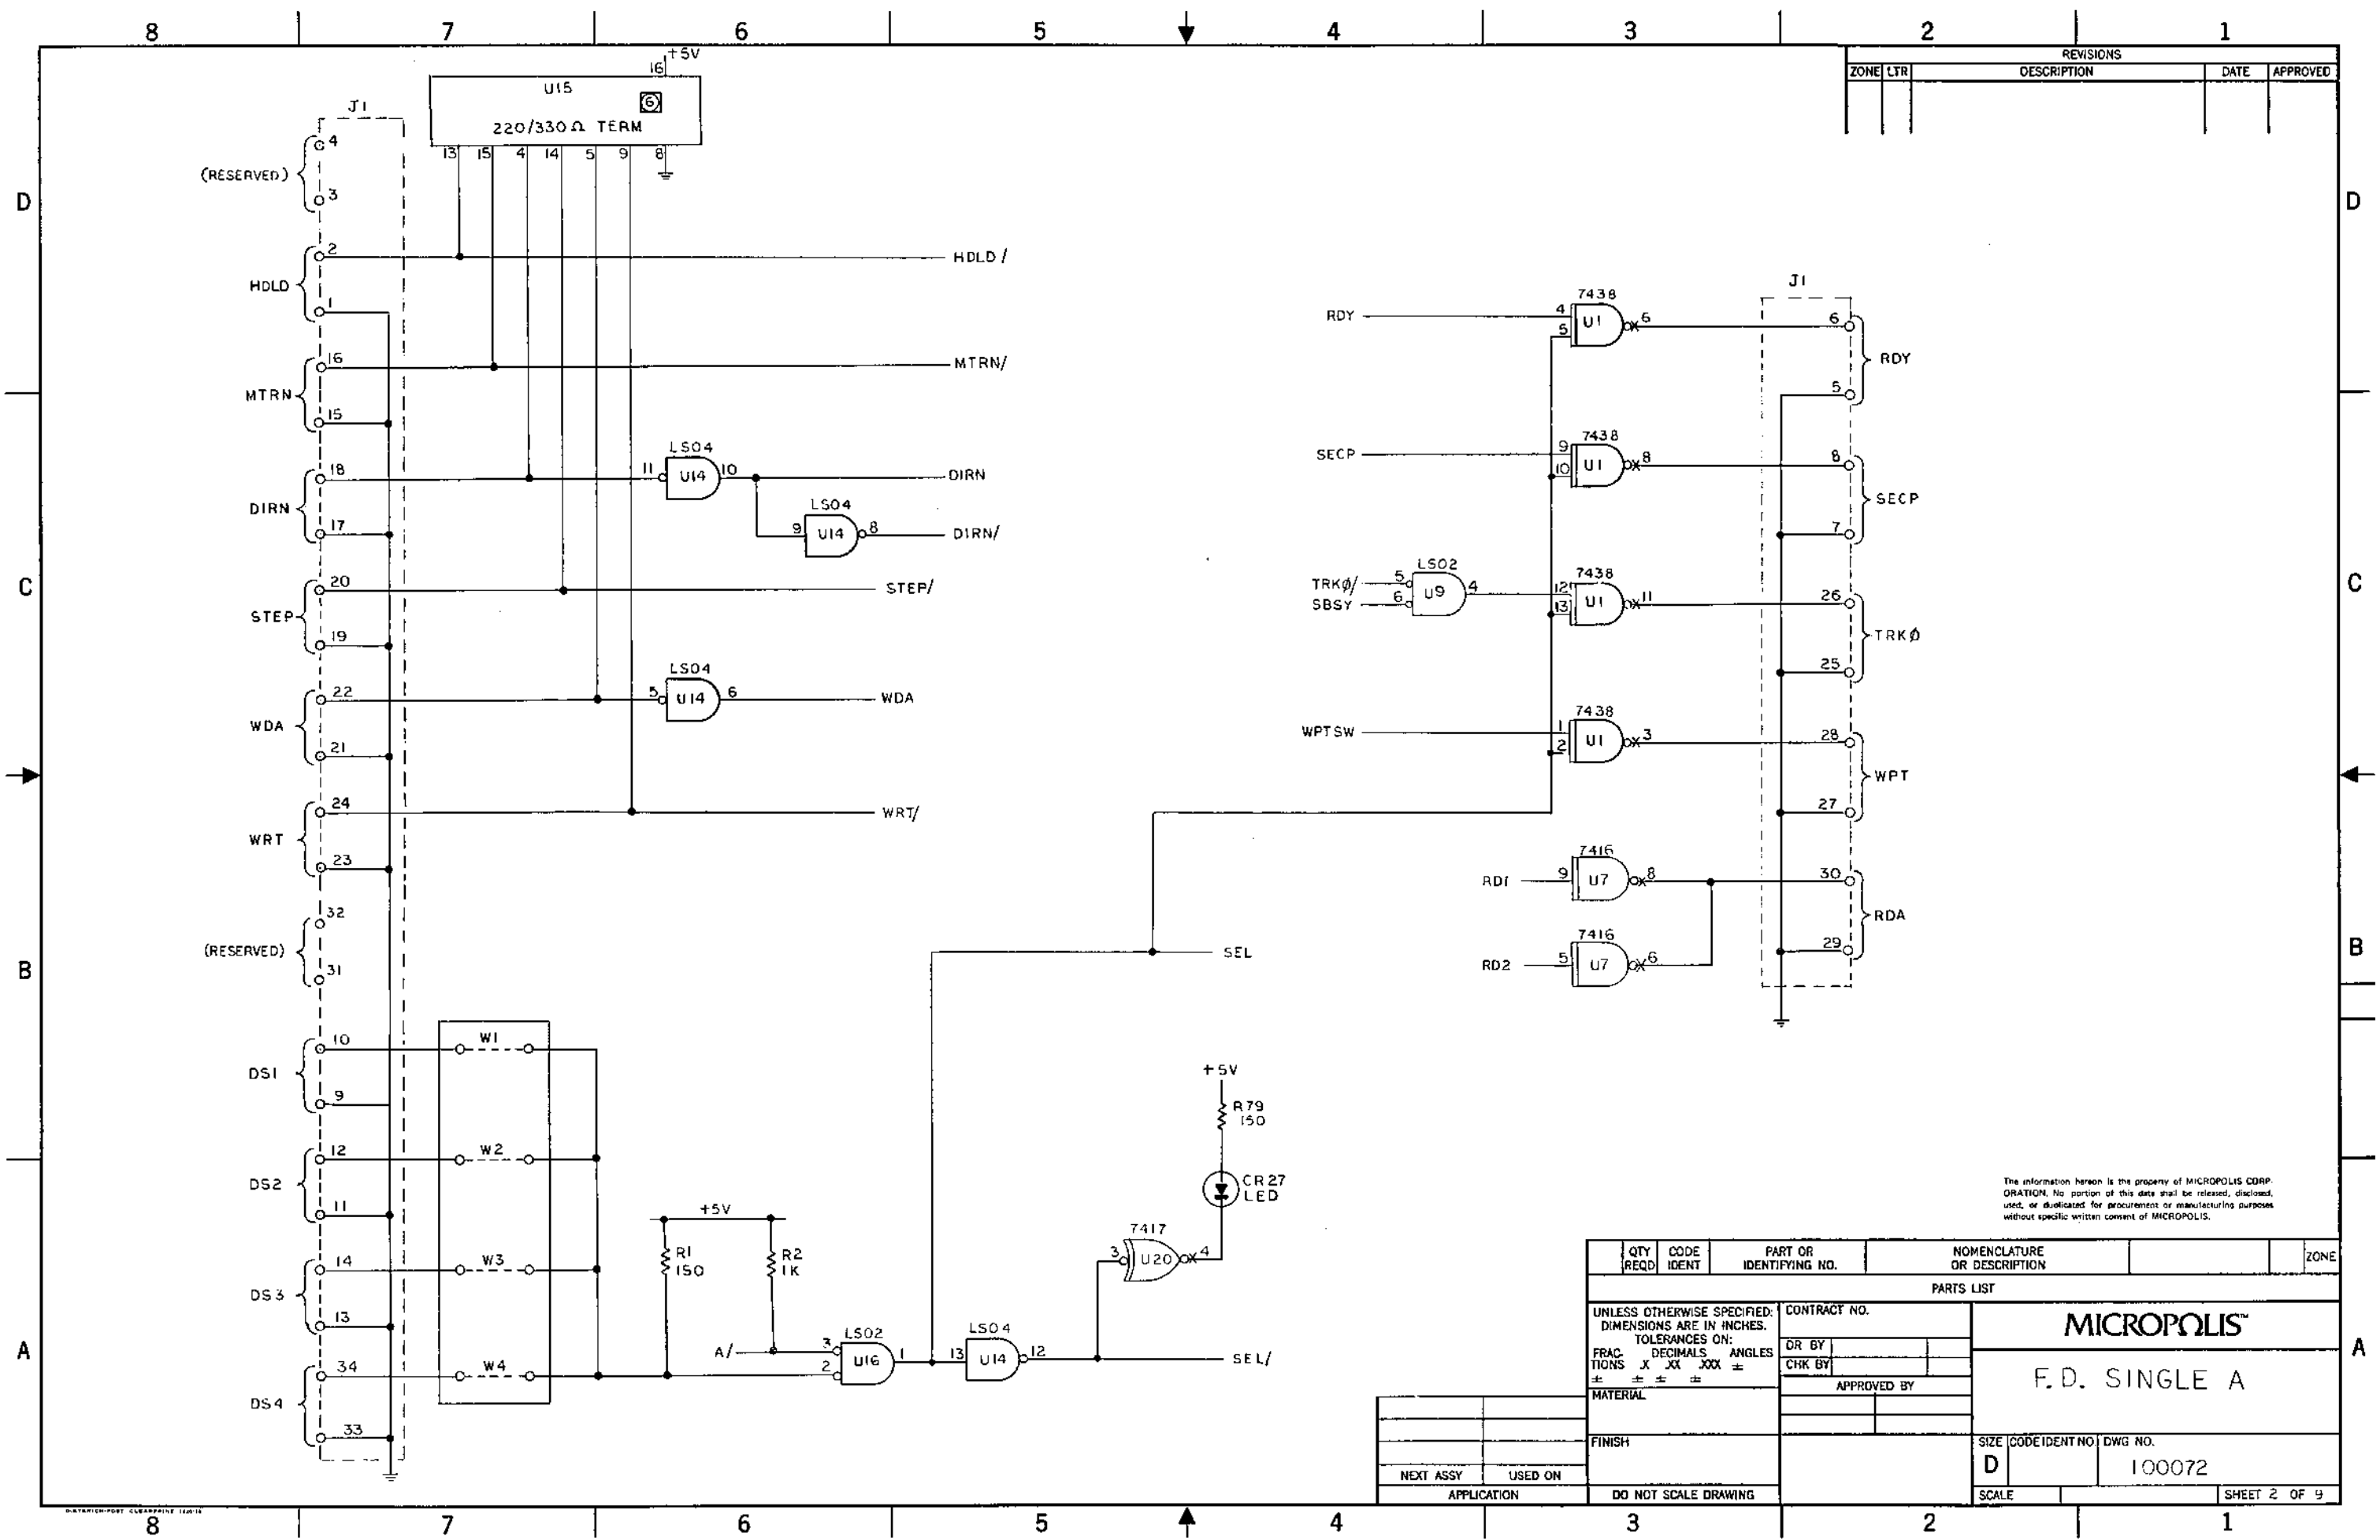 8 7 6 5 4 3 2 1
REVISIONS
ZONE LTR DESCRIPTION DATE APPROVED
D
C
B
A
D
C
B
A
+5V
16
U15
6
220/330Ω TERM
13 15 4 14 5 9 8
J1
4
(RESERVED)
3
2
HDLD
1
HDLD/
16
MTRN
15
MTRN/
18
DIRN
17
LS04
11 U14 10
DIRN
LS04
9 U14 8
DIRN/
20
STEP
19
STEP/
22
WDA
21
LS04
5 U14 6
WDA
24
WRT
23
WRT/
32
(RESERVED)
31
10
DS1
9
W1
12
DS2
11
W2
14
DS3
13
W3
34
DS4
33
W4
+5V
R1
150
R2
1K
A/
LS02
3
2
U16 1
LS04
13 U14 12
SEL/
SEL
7417
3 U20 4
+5V
R79
150
CR27
LED
RDY
7438
4
5
U1 6
J1
6
RDY
5
SECP
7438
9
10
U1 8
8
SECP
7
TRKØ/
SBSY
LS02
5
6
U9 4
7438
12
13
U1 11
26
TRKØ
25
WPTSW
7438
1
2
U1 3
28
WPT
27
RD1
7416
9 U7 8
30
RDA
29
RD2
7416
5 U7 6
The information hereon is the property of MICROPOLIS CORP-
ORATION. No portion of this data shall be released, disclosed,
used, or duplicated for procurement or manufacturing purposes
without specific written consent of MICROPOLIS.
QTY REQD CODE IDENT PART OR IDENTIFYING NO. NOMENCLATURE OR DESCRIPTION ZONE
PARTS LIST
UNLESS OTHERWISE SPECIFIED:
DIMENSIONS ARE IN INCHES.
TOLERANCES ON:
FRAC- DECIMALS ANGLES
TIONS .X .XX .XXX ±
± ± ± ±
MATERIAL
FINISH
DO NOT SCALE DRAWING
CONTRACT NO.
DR BY
CHK BY
APPROVED BY
MICROPOLIS™
F.D. SINGLE A
SIZE CODE IDENT NO DWG NO.
D 100072
SCALE SHEET 2 OF 9
NEXT ASSY USED ON
APPLICATION
8 7 6 5 4 3 2 1